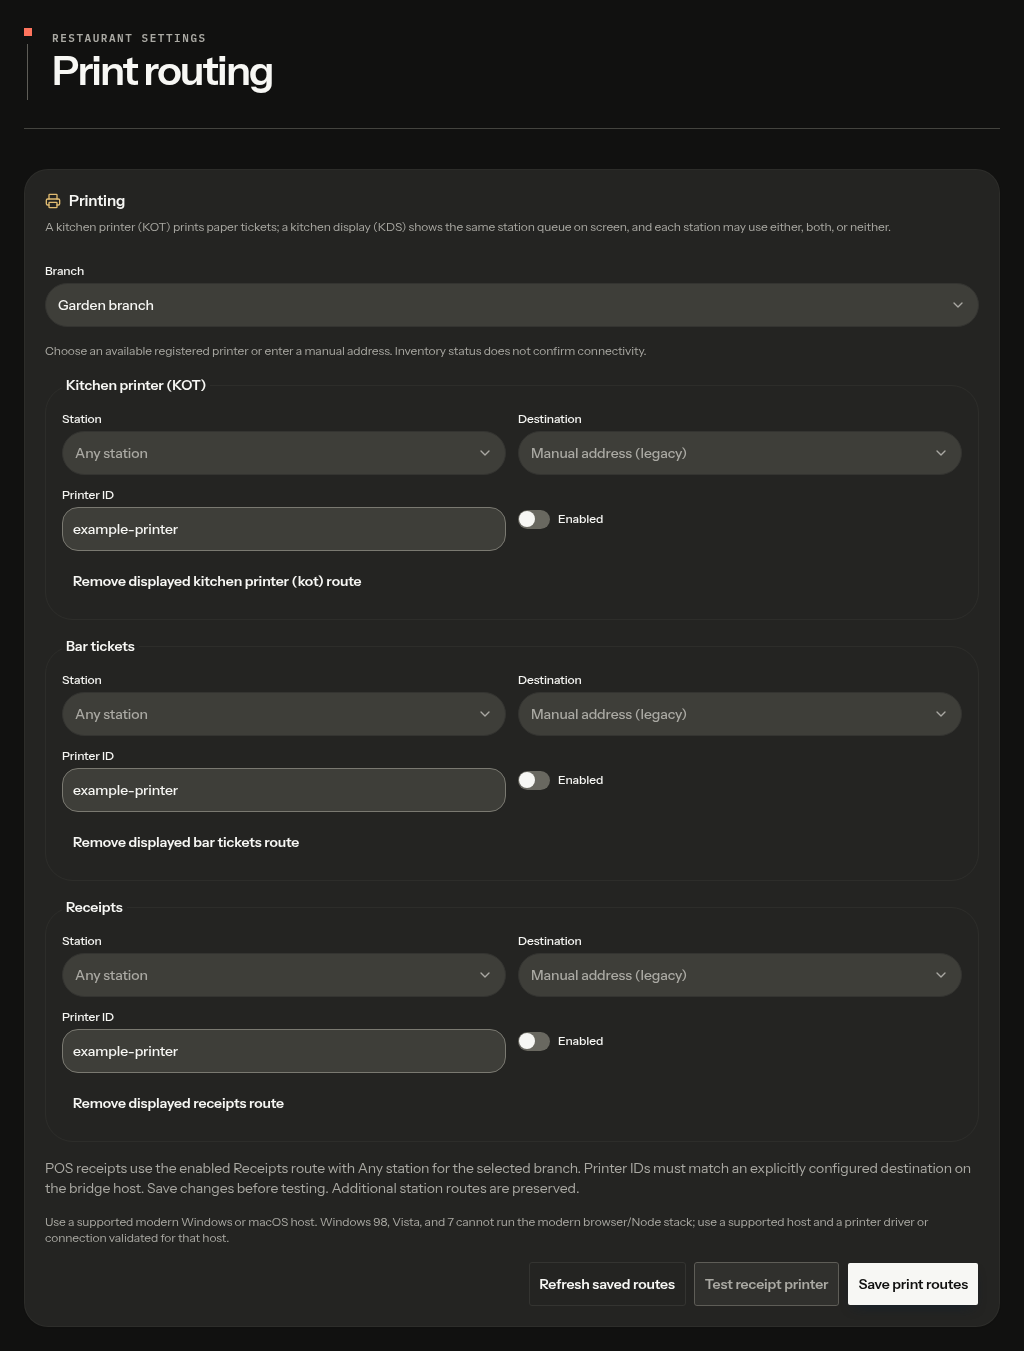 RESTAURANT SETTINGS
Print routing
Printing
A kitchen printer (KOT) prints paper tickets; a kitchen display (KDS) shows the same station queue on screen, and each station may use either, both, or neither.
Branch
Garden branch
Choose an available registered printer or enter a manual address. Inventory status does not confirm connectivity.
Kitchen printer (KOT)
Station
Destination
Any station
Manual address (legacy)
Printer ID
example-printer
Enabled
Remove displayed kitchen printer (kot) route
Bar tickets
Station
Destination
Any station
Manual address (legacy)
Printer ID
example-printer
Enabled
Remove displayed bar tickets route
Receipts
Station
Destination
Any station
Manual address (legacy)
Printer ID
example-printer
Enabled
Remove displayed receipts route
POS receipts use the enabled Receipts route with Any station for the selected branch. Printer IDs must match an explicitly configured destination on
the bridge host. Save changes before testing. Additional station routes are preserved.
Use a supported modern Windows or macOS host. Windows 98, Vista, and 7 cannot run the modern browser/Node stack; use a supported host and a printer driver or
connection validated for that host.
Refresh saved routes
Test receipt printer
Save print routes